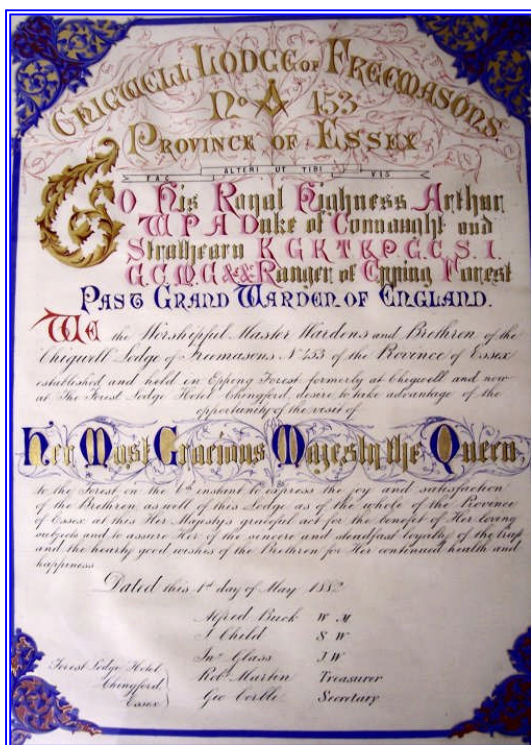 CHIGWELL LODGE OF FREEMASONS
No 453
PROVINCE OF ESSEX
FAC ALTERI UT TIBI VIS
To His Royal Highness Arthur
W P A Duke of Connaught and
Strathearn K G K T K P G.C.S.I.
G.C.M.G && Ranger of Epping Forest
PAST GRAND WARDEN OF ENGLAND.
WE the Worshipful Master Wardens and Brethren of the
Chigwell Lodge of Freemasons No 453 of the Province of Essex
established and held in Epping Forest formerly at Chigwell and now
at The Forest Lodge Hotel Chingford, desire to take advantage of the
opportunity of the visit of
Her Most Gracious Majesty the Queen,
to the Forest on the 6th instant to express the joy and satisfaction
of the Brethren as well of this Lodge as of the whole of the Province
of Essex at this Her Majestys graceful act for the benefit of Her loving
subjects and to assure Her of the sincere and steadfast loyalty of the Craft
and the hearty good wishes of the Brethren for Her continued health and
happiness
Dated this 1st day of May 1882
Alfred Buck W M
J Child S W
Jno Glass J W
Robt Martin Treasurer
Geo Corble Secretary
Forest Lodge Hotel
Chingford
Essex